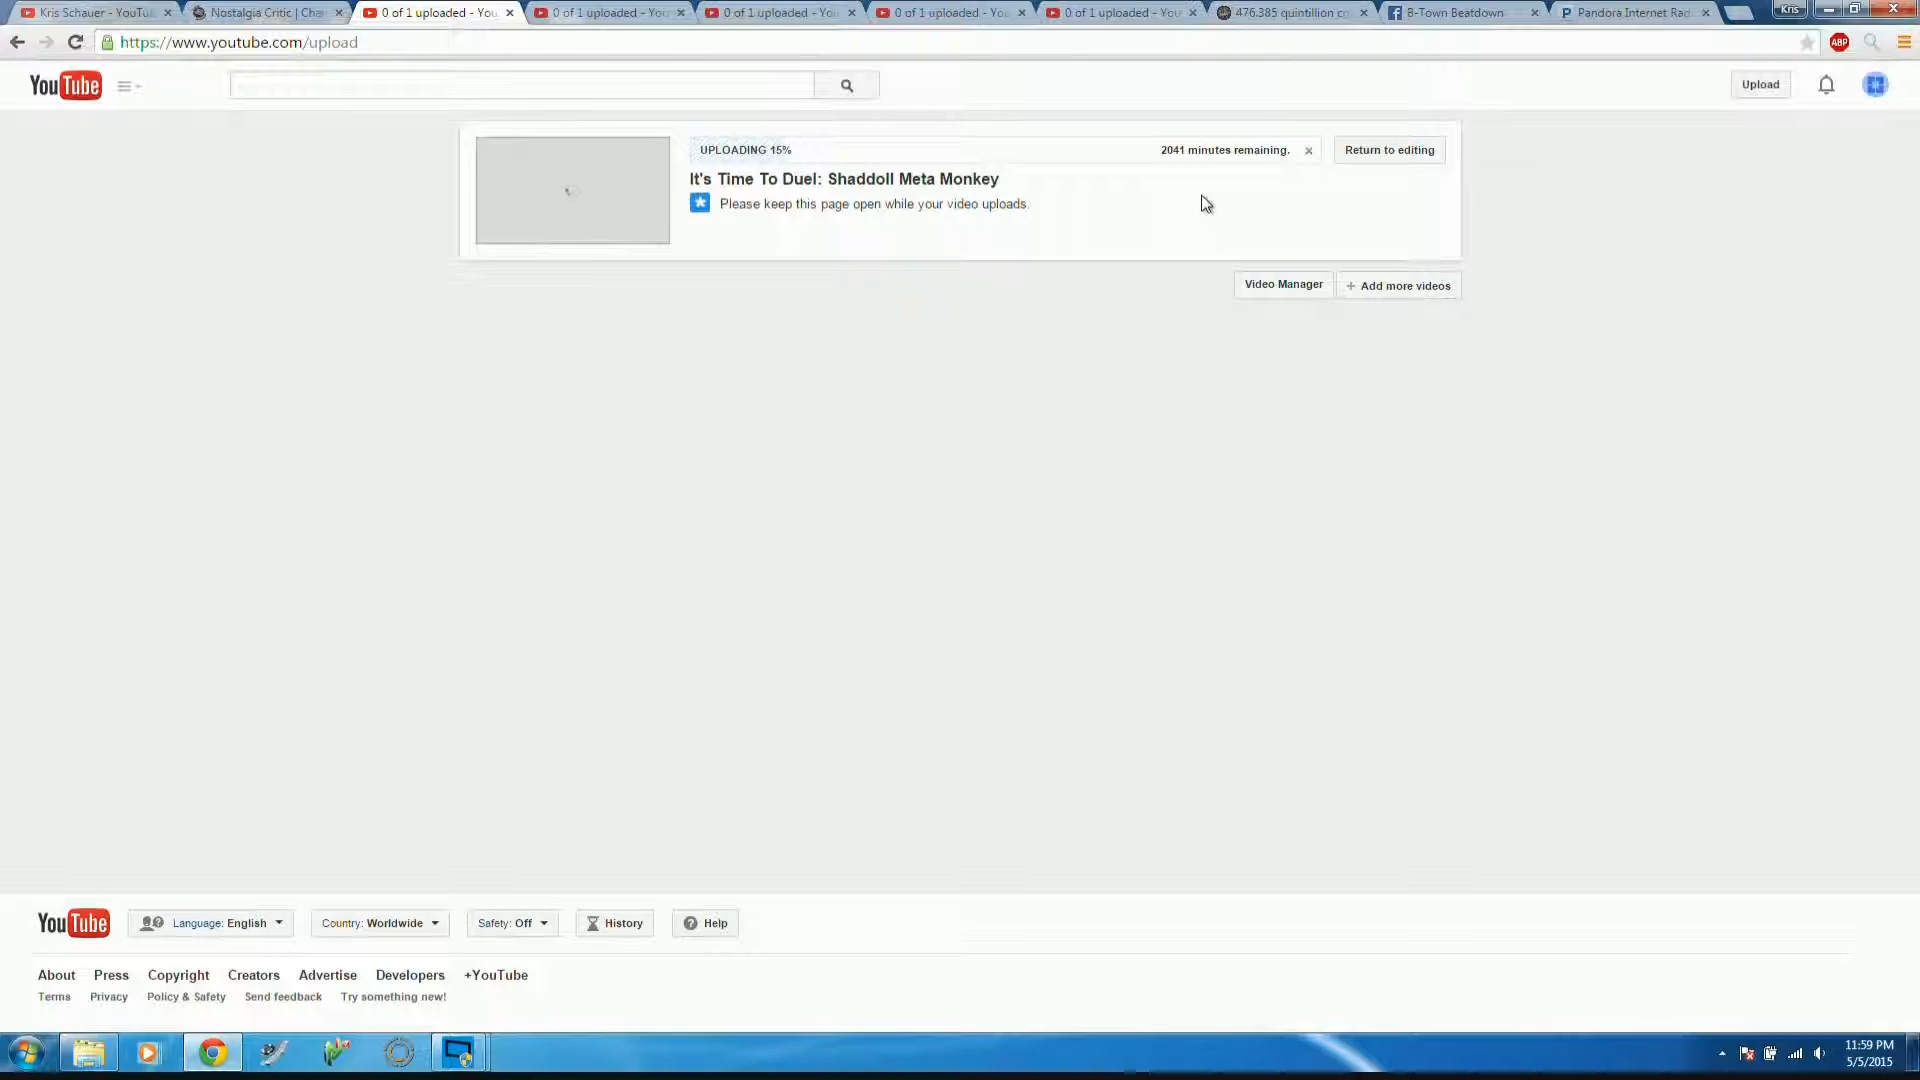 Kris Schauer - YouTu
Nostalgia Critic | Cha
0 of 1 uploaded - You
0 of 1 uploaded - You
0 of 1 uploaded - You
0 of 1 uploaded - You
0 of 1 uploaded - You
476.385 quintillion co
B-Town Beatdown
Pandora Internet Rad
Kris
https://www.youtube.com/upload
ABP
YouTube
Upload
UPLOADING 15%
2041 minutes remaining.
Return to editing
It's Time To Duel: Shaddoll Meta Monkey
Please keep this page open while your video uploads.
Video Manager
+ Add more videos
YouTube
Language: English
Country: Worldwide
Safety: Off
History
Help
About Press Copyright Creators Advertise Developers +YouTube
Terms Privacy Policy & Safety Send feedback Try something new!
11:59 PM
5/5/2015